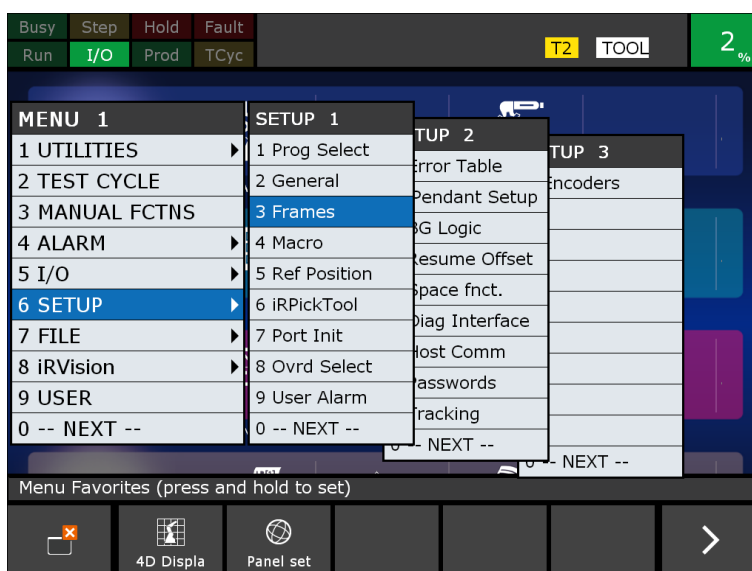 Busy Step Hold Fault
Run I/O Prod TCyc
T2 TOOL
2%
MENU 1
1 UTILITIES
2 TEST CYCLE
3 MANUAL FCTNS
4 ALARM
5 I/O
6 SETUP
7 FILE
8 iRVision
9 USER
0 -- NEXT --
SETUP 1
1 Prog Select
2 General
3 Frames
4 Macro
5 Ref Position
6 iRPickTool
7 Port Init
8 Ovrd Select
9 User Alarm
0 -- NEXT --
TUP 2
Error Table
Pendant Setup
BG Logic
Resume Offset
Space fnct.
Diag Interface
Host Comm
Passwords
Tracking
0 -- NEXT --
TUP 3
Encoders
0 -- NEXT --
Menu Favorites (press and hold to set)
4D Displa
Panel set